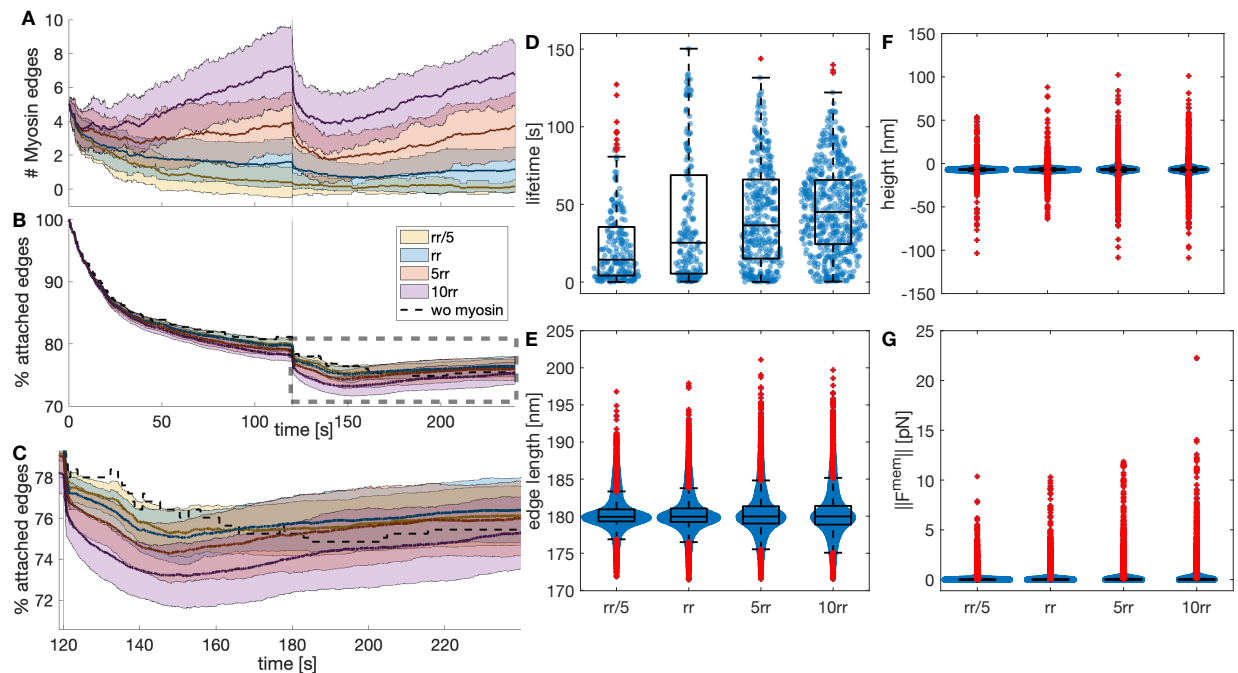 A
# Myosin edges
10
8
6
4
2
0
B
% attached edges
100
90
80
70
0
50
100
150
200
time [s]
rr/5
rr
5rr
10rr
wo myosin
C
% attached edges
78
76
74
72
120
140
160
180
200
220
time [s]
D
lifetime [s]
150
100
50
0
E
edge length [nm]
205
200
195
190
185
180
175
170
rr/5
rr
5rr
10rr
F
height [nm]
150
100
50
0
-50
-100
-150
G
||F^mem|| [pN]
25
20
15
10
5
0
rr/5
rr
5rr
10rr